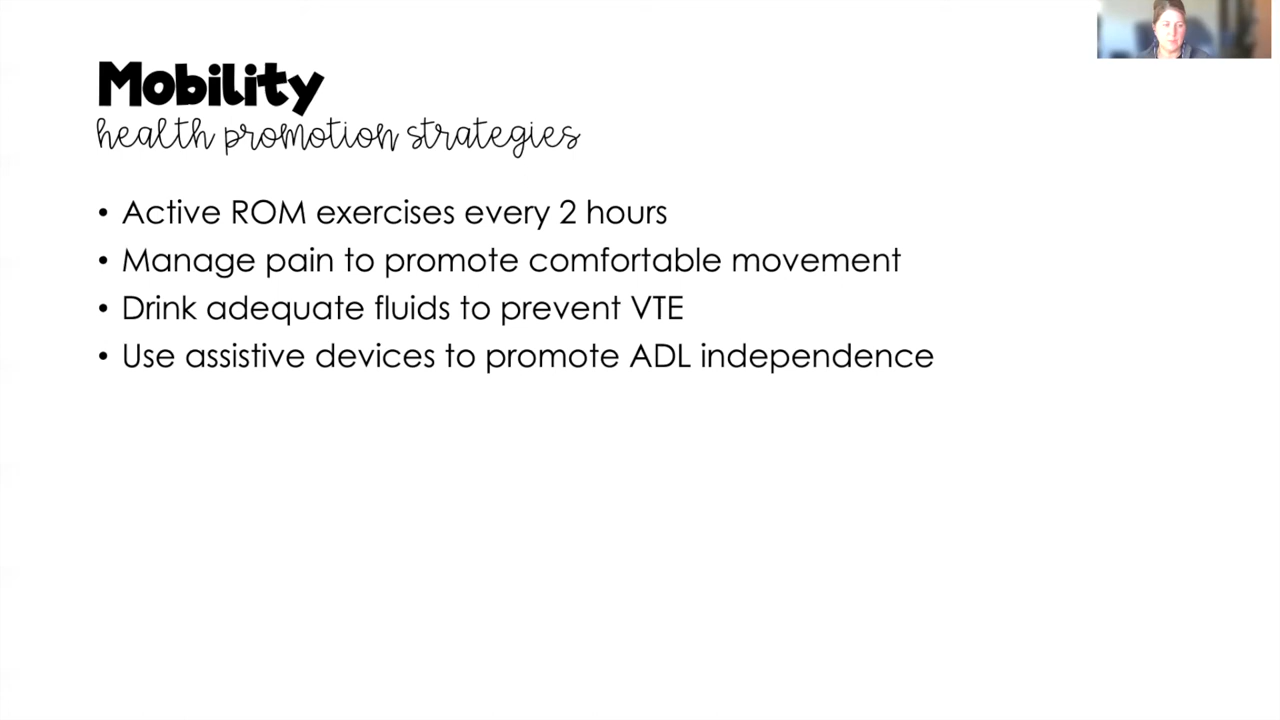 Mobility
health promotion strategies
• Active ROM exercises every 2 hours
• Manage pain to promote comfortable movement
• Drink adequate fluids to prevent VTE
• Use assistive devices to promote ADL independence